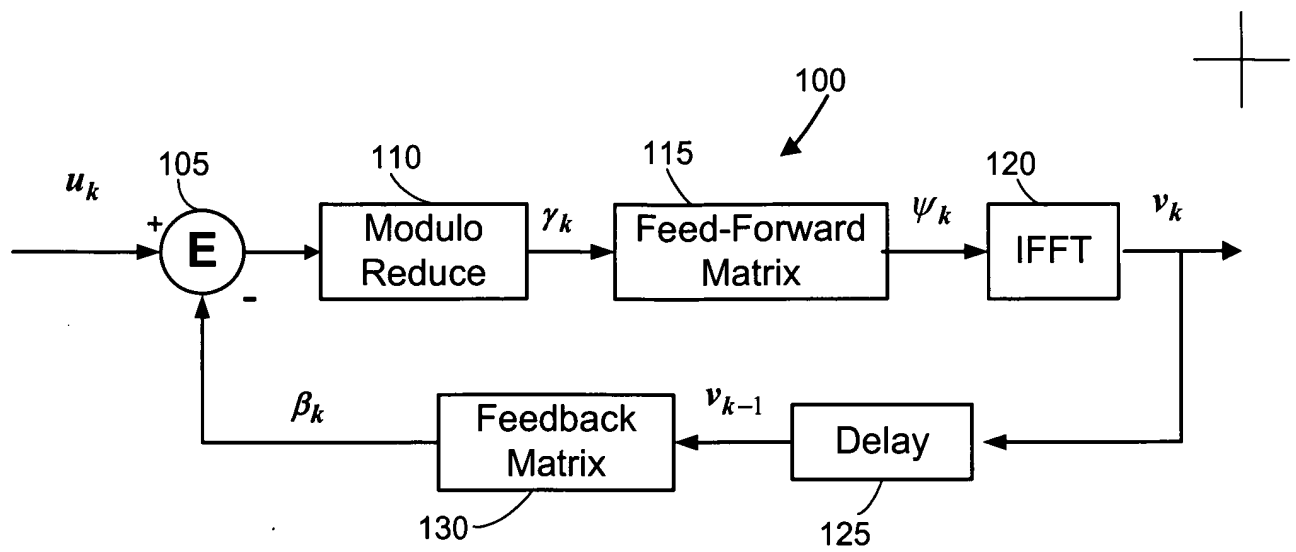 100
105
110
115
120
u_k
+
E
-
Modulo
Reduce
γ_k
Feed-Forward
Matrix
ψ_k
IFFT
v_k
β_k
Feedback
Matrix
v_{k-1}
Delay
130
125